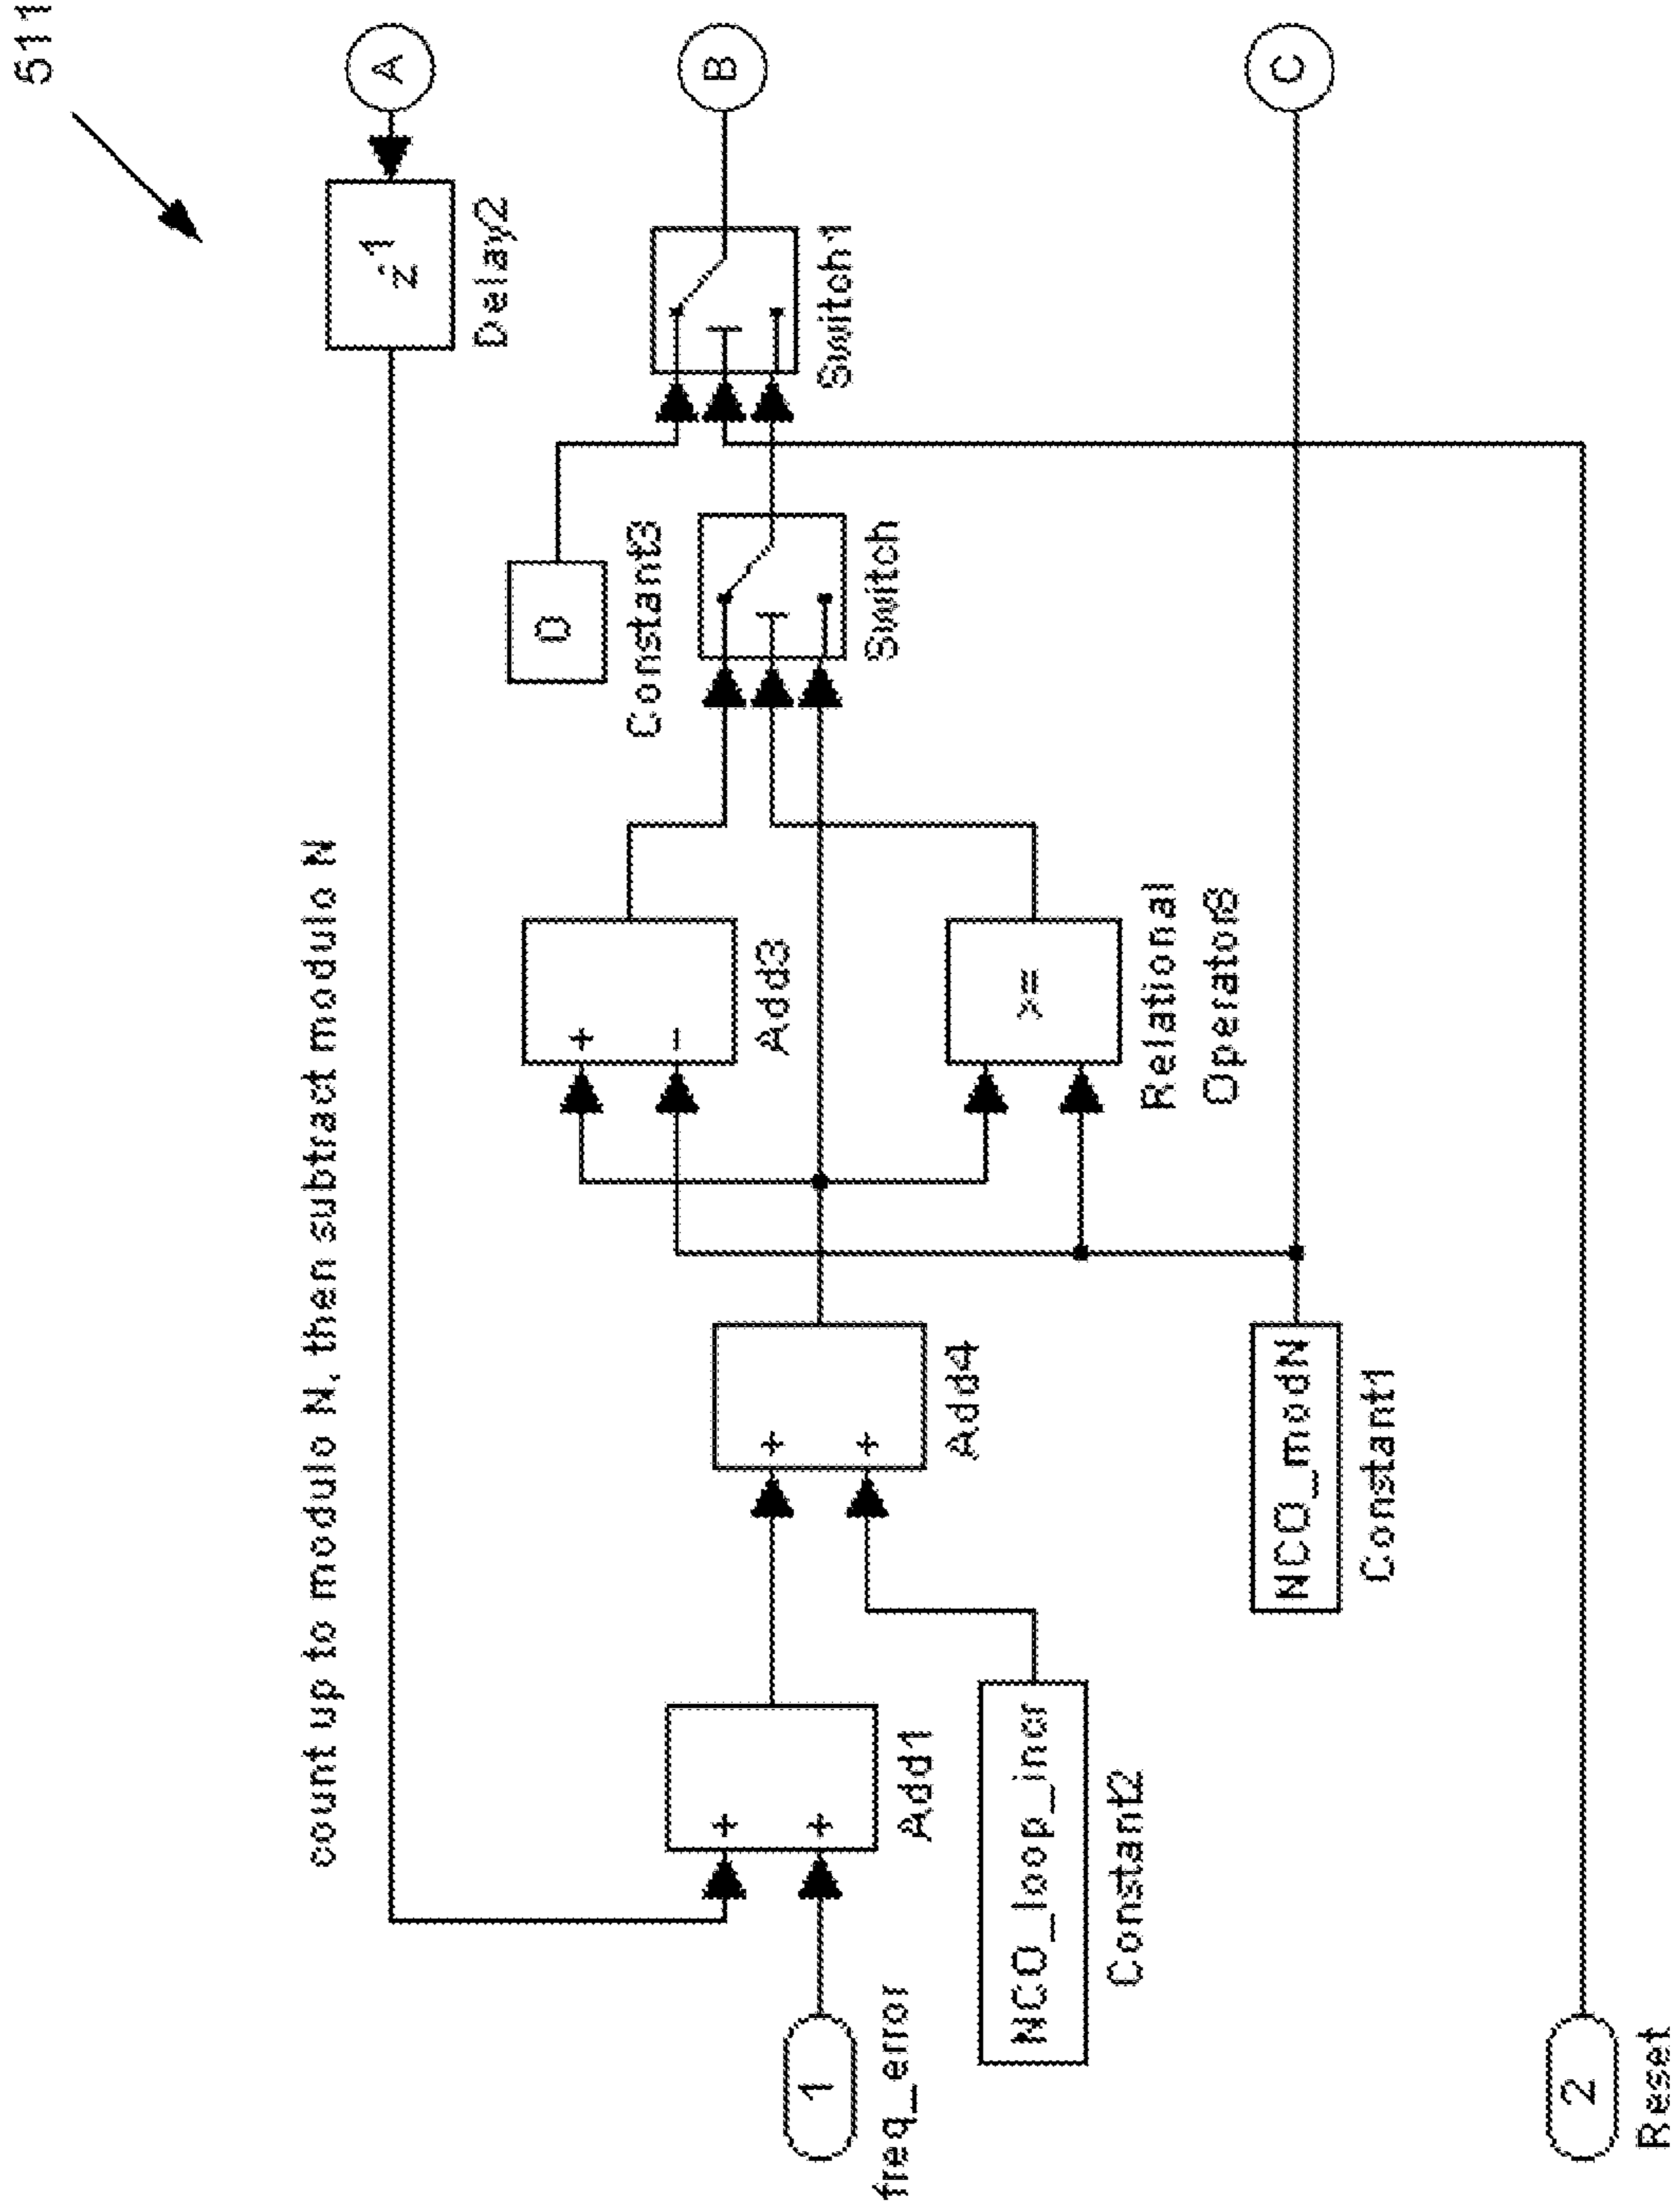 511
count up to modulo N, then subtract modulo N
A
z-1
Delay2
0
Constant3
B
Switch1
Switch
+
-
Add3
>=
Relational
Operator8
+
+
Add4
+
+
Add1
1
freq_error
NCO_loop_incr
Constant2
NCO_modN
Constant1
C
2
Reset